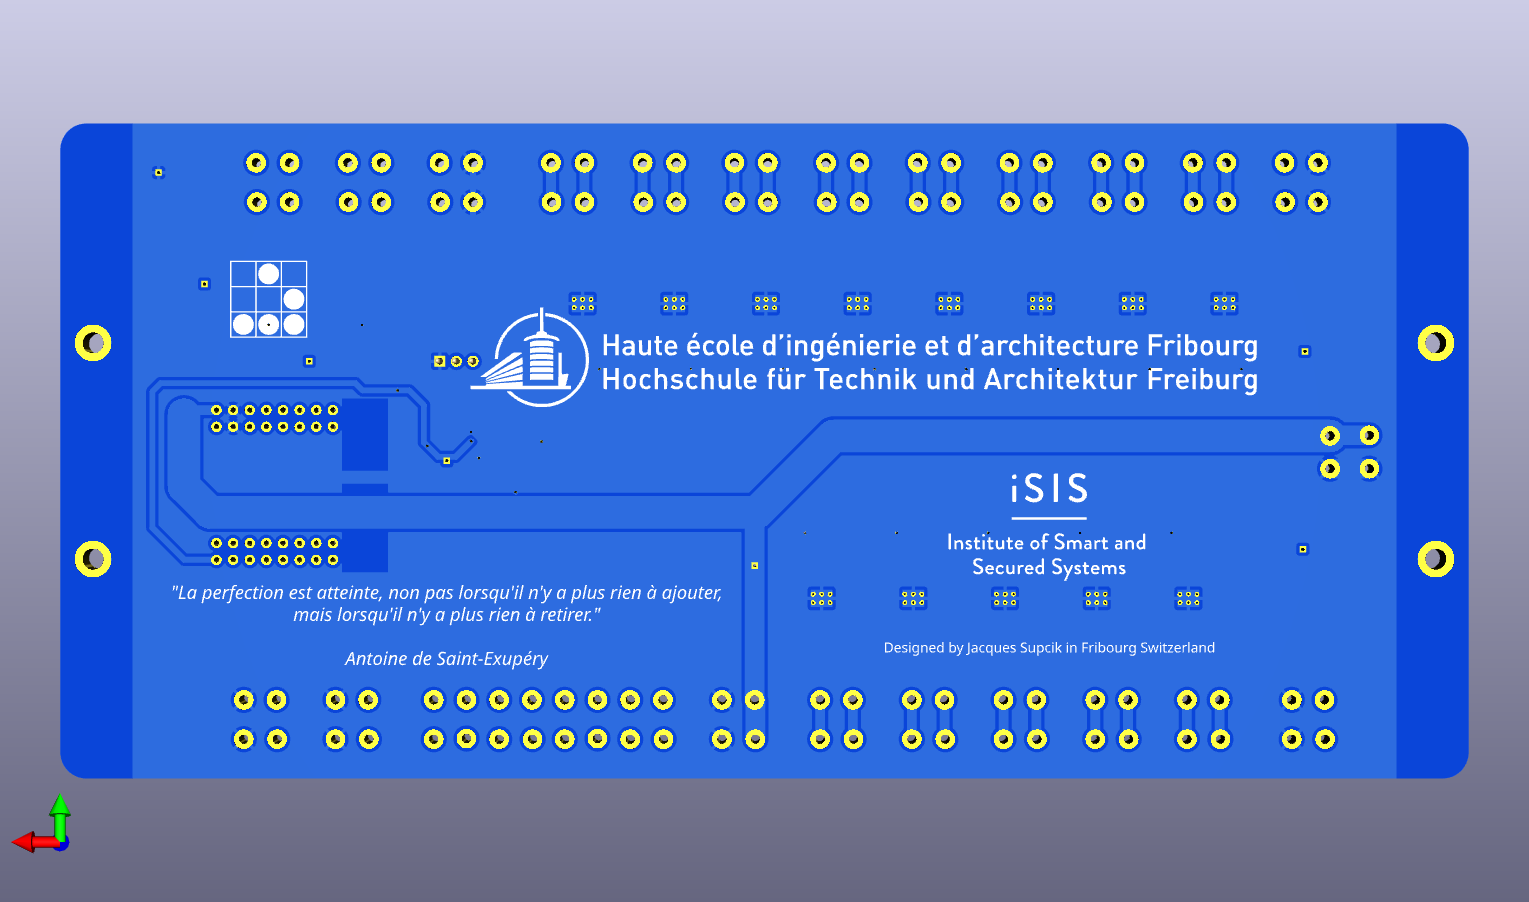 Haute école d'ingénierie et d'architecture Fribourg
Hochschule für Technik und Architektur Freiburg
iSIS
Institute of Smart and
Secured Systems
"La perfection est atteinte, non pas lorsqu'il n'y a plus rien à ajouter,
mais lorsqu'il n'y a plus rien à retirer."
Antoine de Saint-Exupéry
Designed by Jacques Supcik in Fribourg Switzerland